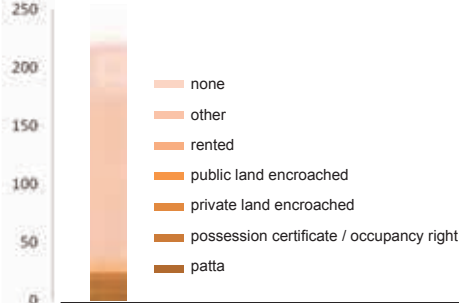 250
200
150
100
50
0
none
other
rented
public land encroached
private land encroached
possession certificate / occupancy right
patta